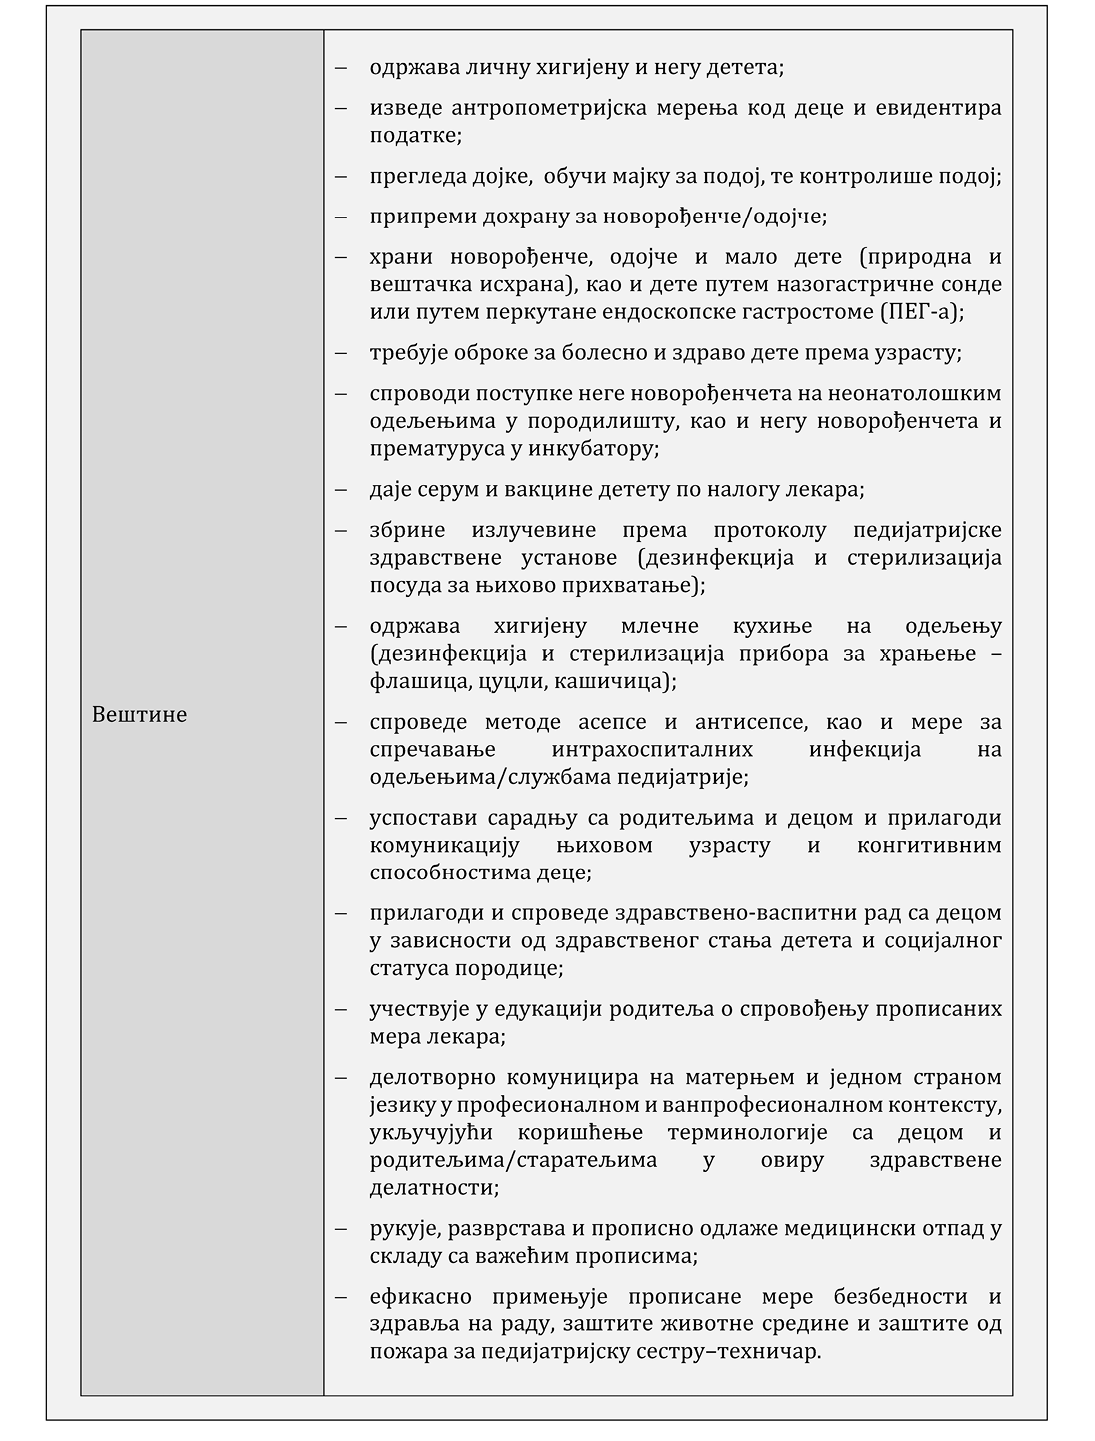 Вештине
– одржава личну хигијену и негу детета;
– изведе антропометријска мерења код деце и евидентира
податке;
– прегледа дојке, обучи мајку за подој, те контролише подој;
– припреми дохрану за новорођенче/одојче;
– храни новорођенче, одојче и мало дете (природна и
вештачка исхрана), као и дете путем назогастричне сонде
или путем перкутане ендоскопске гастростоме (ПЕГ-а);
– требује оброке за болесно и здраво дете према узрасту;
– спроводи поступке неге новорођенчета на неонатолошким
одељењима у породилишту, као и негу новорођенчета и
прематуруса у инкубатору;
– даје серум и вакцине детету по налогу лекара;
– збрине излучевине према протоколу педијатријске
здравствене установе (дезинфекција и стерилизација
посуда за њихово прихватање);
– одржава хигијену млечне кухиње на одељењу
(дезинфекција и стерилизација прибора за храњење –
флашица, цуцли, кашичица);
– спроведе методе асепсе и антисепсе, као и мере за
спречавање интрахоспиталних инфекција на
одељењима/службама педијатрије;
– успостави сарадњу са родитељима и децом и прилагоди
комуникацију њиховом узрасту и конгитивним
способностима деце;
– прилагоди и спроведе здравствено-васпитни рад са децом
у зависности од здравственог стања детета и социјалног
статуса породице;
– учествује у едукацији родитеља о спровођењу прописаних
мера лекара;
– делотворно комуницира на матерњем и једном страном
језику у професионалном и ванпрофесионалном контексту,
укључујући коришћење терминологије са децом и
родитељима/старатељима у овиру здравствене
делатности;
– рукује, разврстава и прописно одлаже медицински отпад у
складу са важећим прописима;
– ефикасно примењује прописане мере безбедности и
здравља на раду, заштите животне средине и заштите од
пожара за педијатријску сестру–техничар.